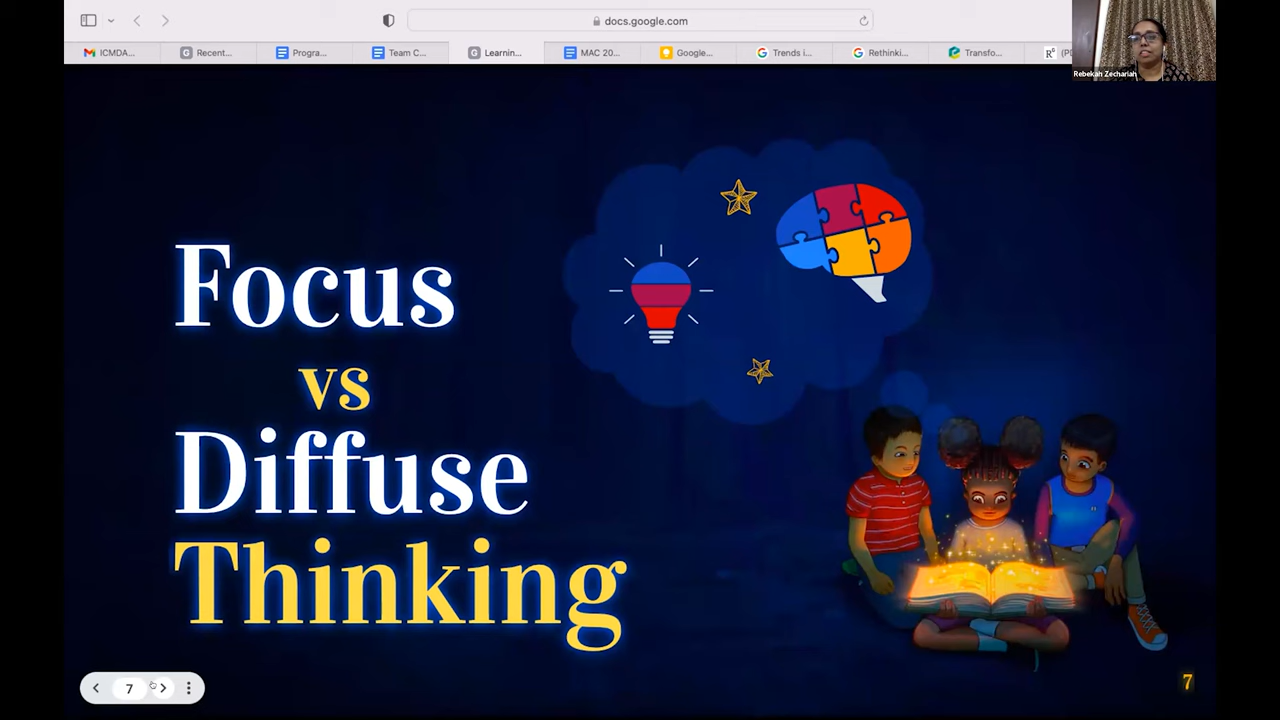 docs.google.com
ICMDA...
Recent...
Progra...
Team C...
Learnin...
MAC 20...
Google...
Trends i...
Rethinki...
Transfo...
Rebekah Zechariah
Focus
vs
Diffuse
Thinking
7
7